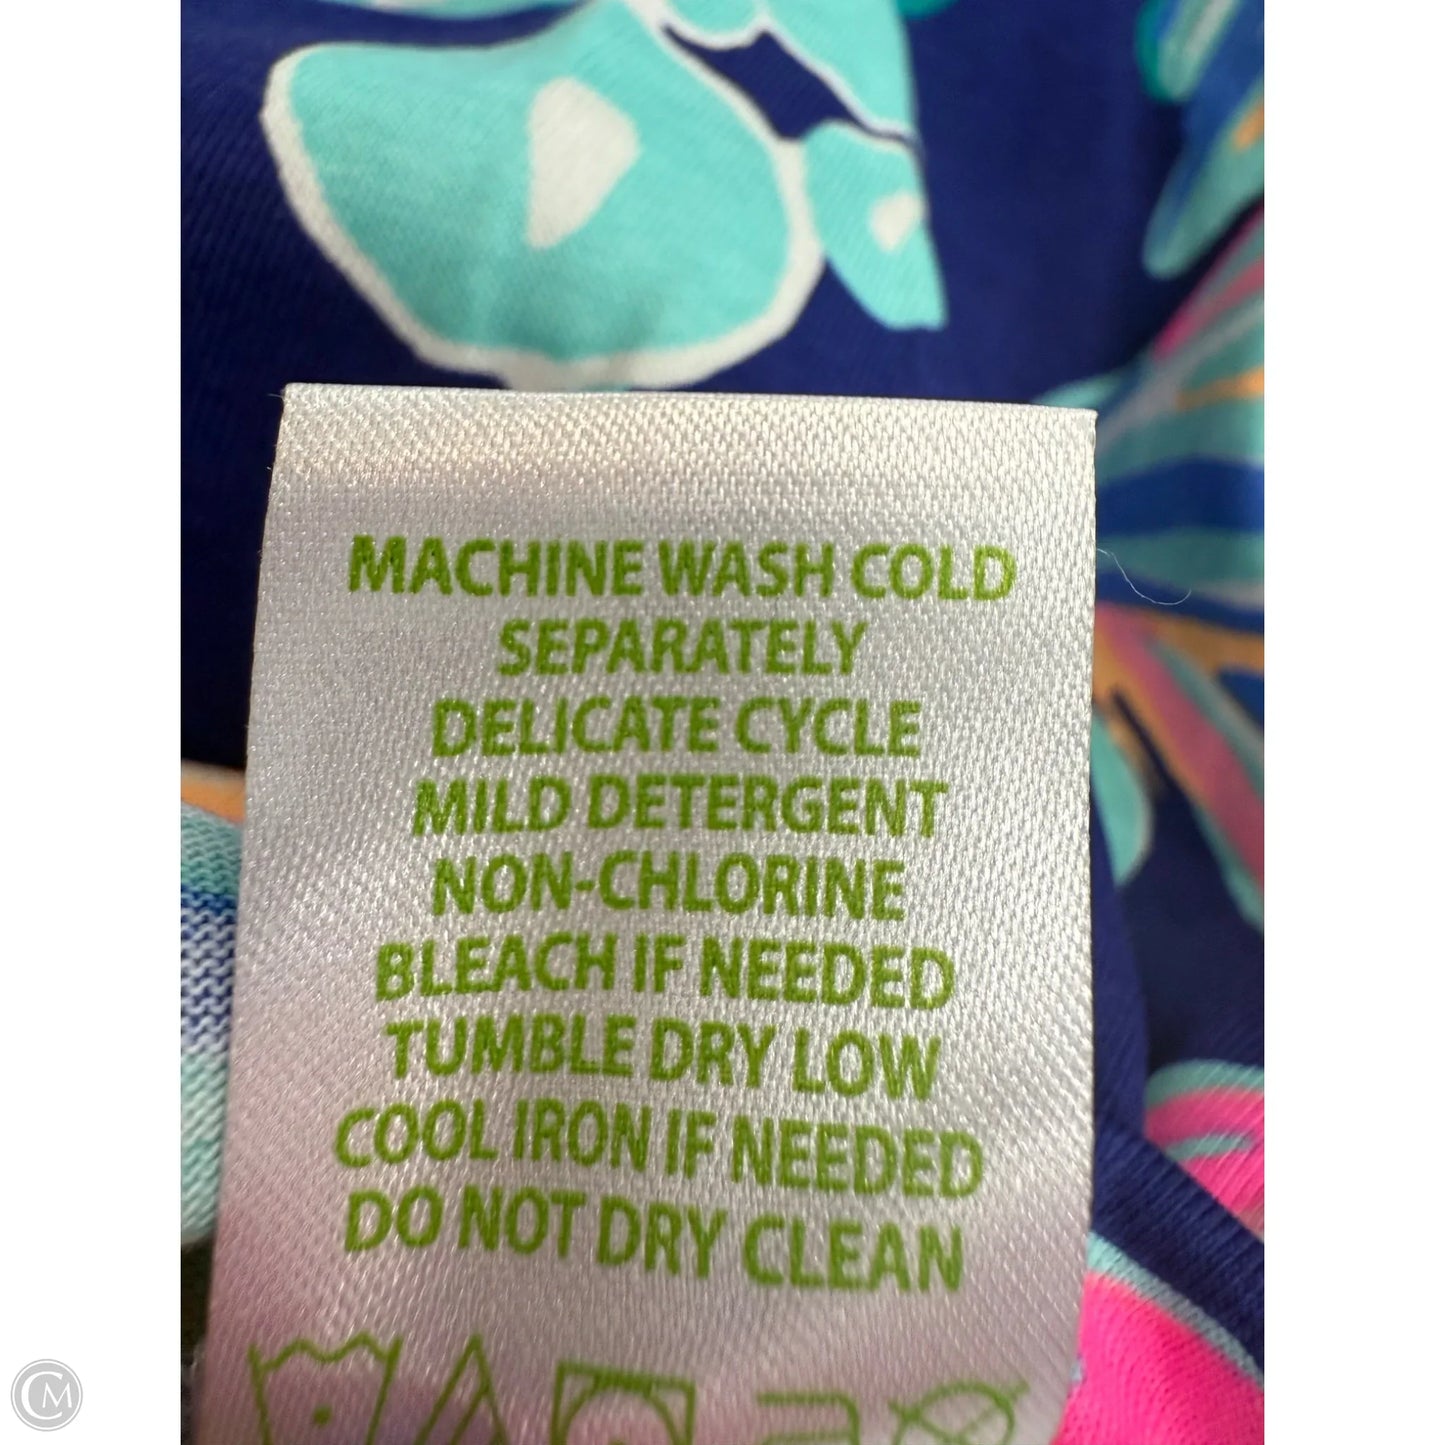 MACHINE WASH COLD
SEPARATELY
DELICATE CYCLE
MILD DETERGENT
NON-CHLORINE
BLEACH IF NEEDED
TUMBLE DRY LOW
COOL IRON IF NEEDED
DO NOT DRY CLEAN
CM